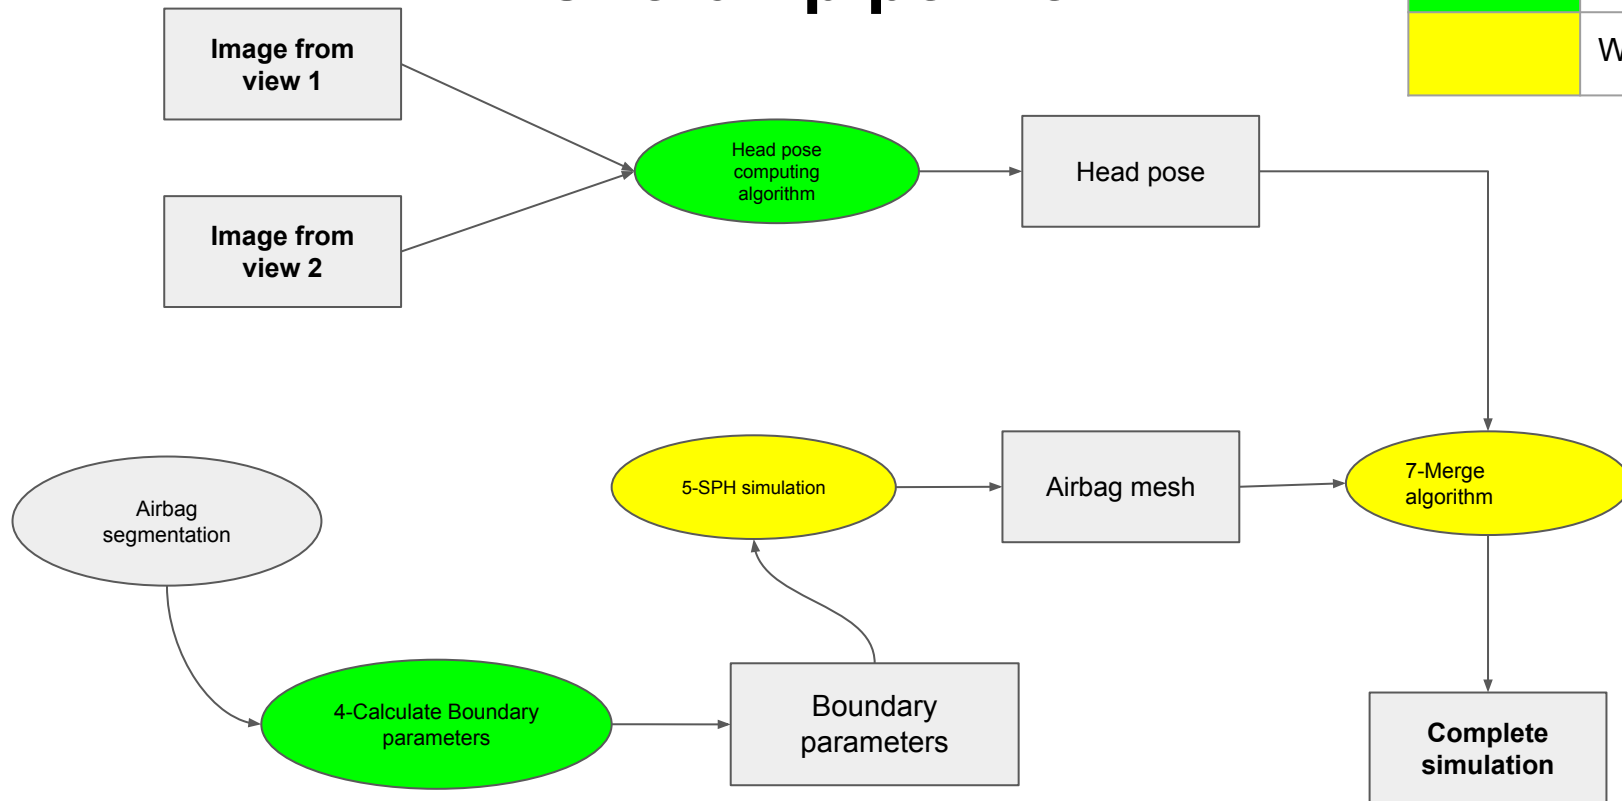 W
Image from
view 1
Head pose
computing
algorithm
Head pose
Image from
view 2
5-SPH simulation
Airbag mesh
7-Merge
algorithm
Airbag
segmentation
4-Calculate Boundary
parameters
Boundary
parameters
Complete
simulation